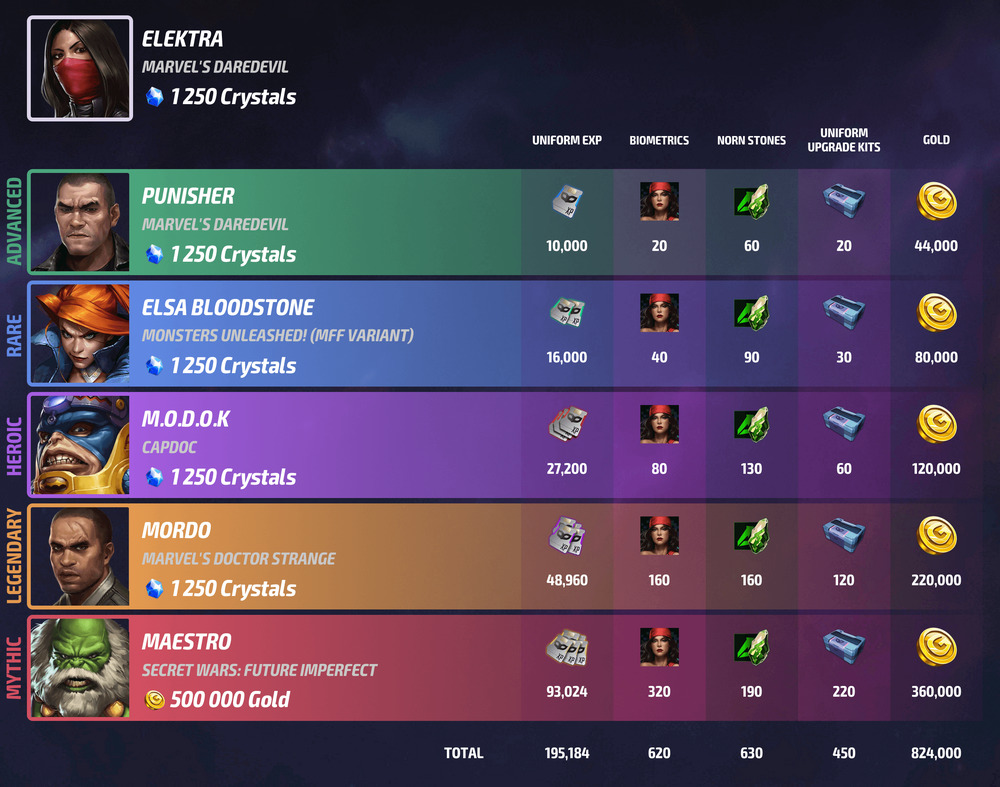 ELEKTRA
MARVEL'S DAREDEVIL
1 250 Crystals
UNIFORM EXP BIOMETRICS NORN STONES UNIFORM UPGRADE KITS GOLD
ADVANCED
PUNISHER
MARVEL'S DAREDEVIL
1 250 Crystals
10,000 20 60 20 44,000
RARE
ELSA BLOODSTONE
MONSTERS UNLEASHED! (MFF VARIANT)
1 250 Crystals
16,000 40 90 30 80,000
HEROIC
M.O.D.O.K
CAPDOC
1 250 Crystals
27,200 80 130 60 120,000
LEGENDARY
MORDO
MARVEL'S DOCTOR STRANGE
1 250 Crystals
48,960 160 160 120 220,000
MYTHIC
MAESTRO
SECRET WARS: FUTURE IMPERFECT
500 000 Gold
93,024 320 190 220 360,000
TOTAL 195,184 620 630 450 824,000